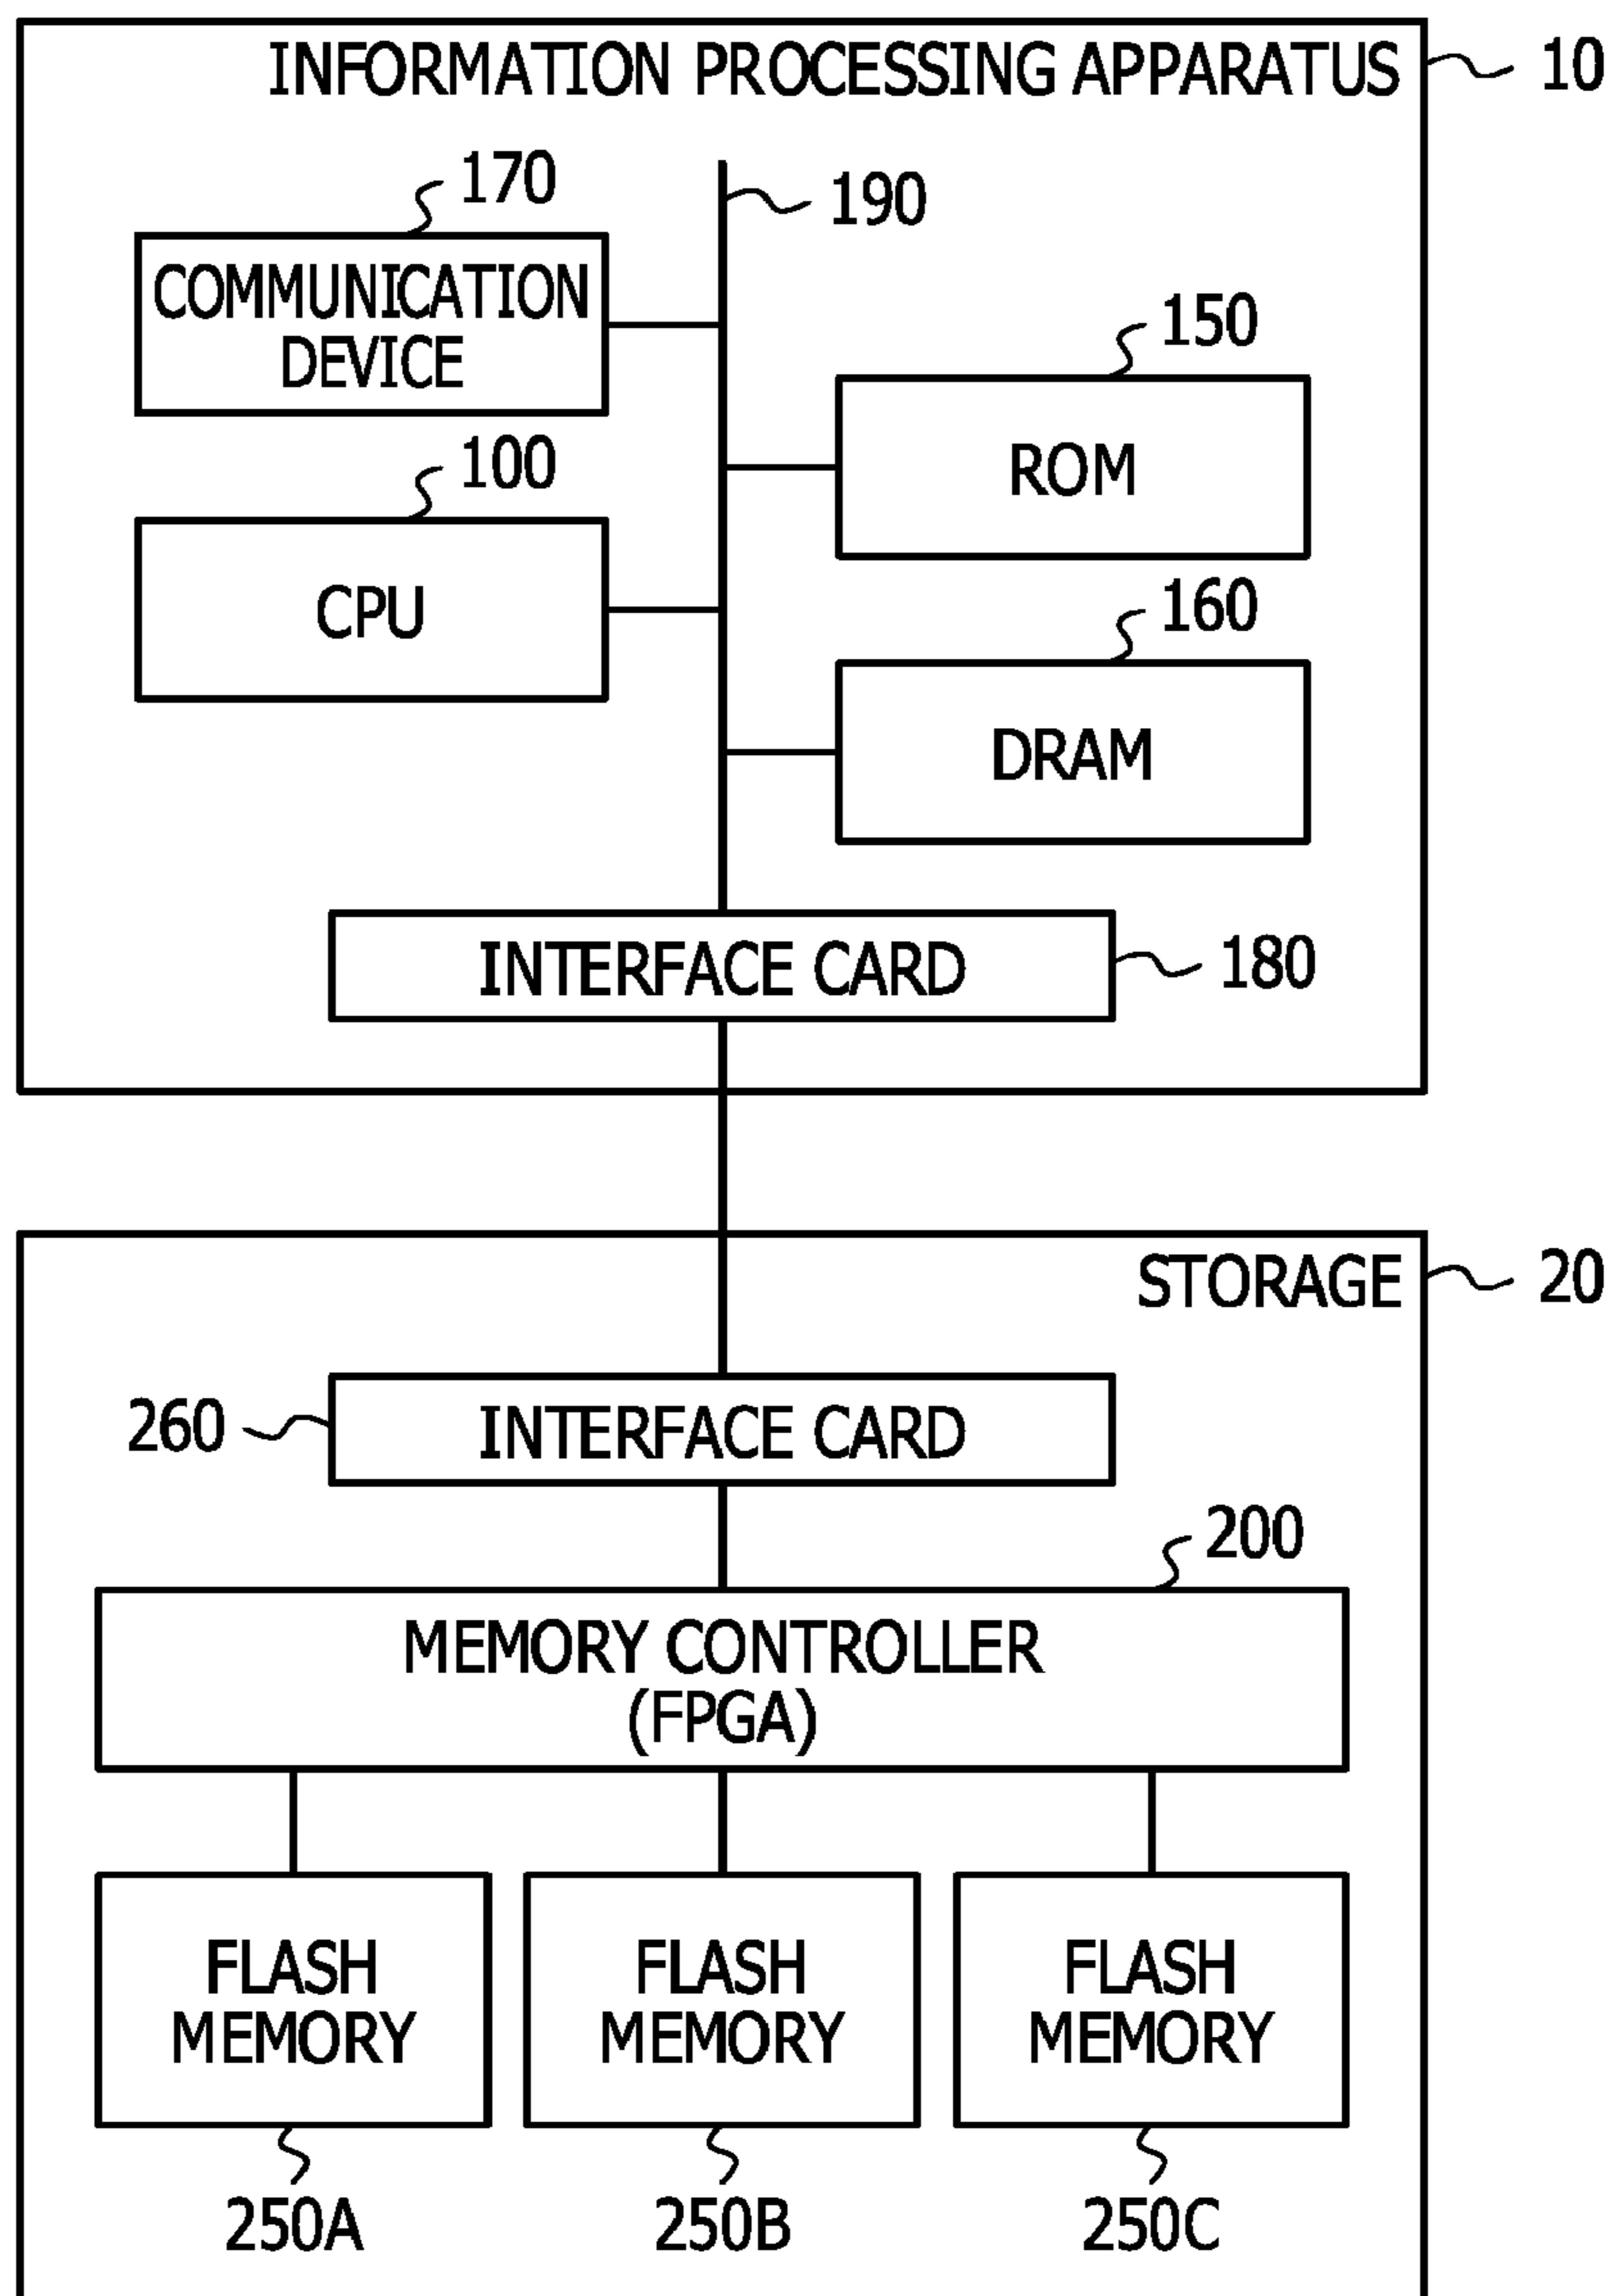 INFORMATION PROCESSING APPARATUS
10
170
190
COMMUNICATION
DEVICE
150
ROM
100
CPU
160
DRAM
INTERFACE CARD
180
STORAGE
20
260
INTERFACE CARD
200
MEMORY CONTROLLER
(FPGA)
FLASH
MEMORY
FLASH
MEMORY
FLASH
MEMORY
250A
250B
250C